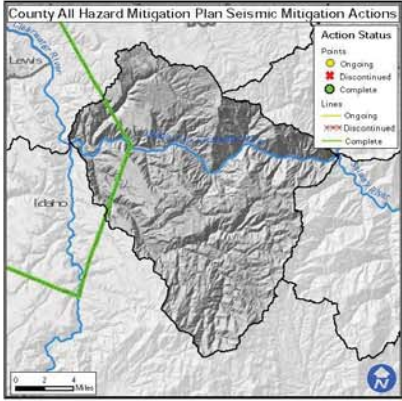 County All Hazard Mitigation Plan Seismic Mitigation Actions
Action Status
Points
Ongoing
Discontinued
Complete
Lines
Ongoing
Discontinued
Complete
Lewis
Idaho
0 2 4
Miles
N